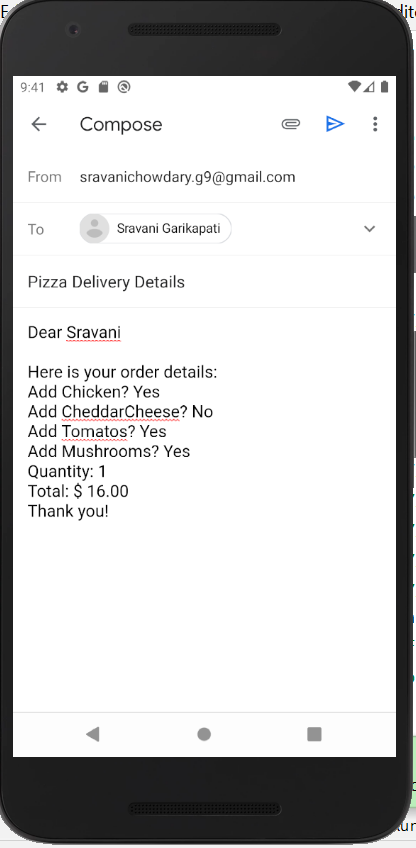 9:41
Compose
From sravanichowdary.g9@gmail.com
To Sravani Garikapati
Pizza Delivery Details
Dear Sravani
Here is your order details:
Add Chicken? Yes
Add CheddarCheese? No
Add Tomatos? Yes
Add Mushrooms? Yes
Quantity: 1
Total: $ 16.00
Thank you!